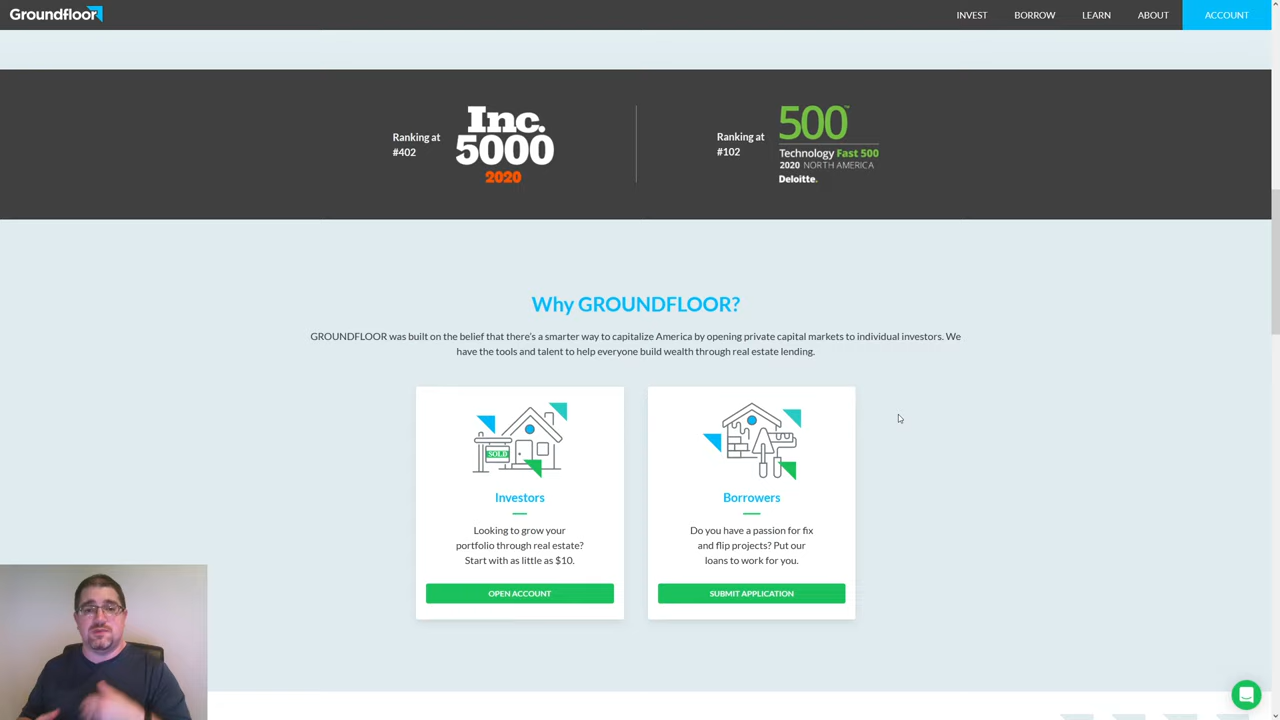 Groundfloor
INVEST
BORROW
LEARN
ABOUT
ACCOUNT
Ranking at
#402
Inc.
5000
2020
Ranking at
#102
500™
Technology Fast 500
2020 NORTH AMERICA
Deloitte.
Why GROUNDFLOOR?
GROUNDFLOOR was built on the belief that there's a smarter way to capitalize America by opening private capital markets to individual investors. We
have the tools and talent to help everyone build wealth through real estate lending.
SOLD
Investors
Looking to grow your
portfolio through real estate?
Start with as little as $10.
OPEN ACCOUNT
Borrowers
Do you have a passion for fix
and flip projects? Put our
loans to work for you.
SUBMIT APPLICATION